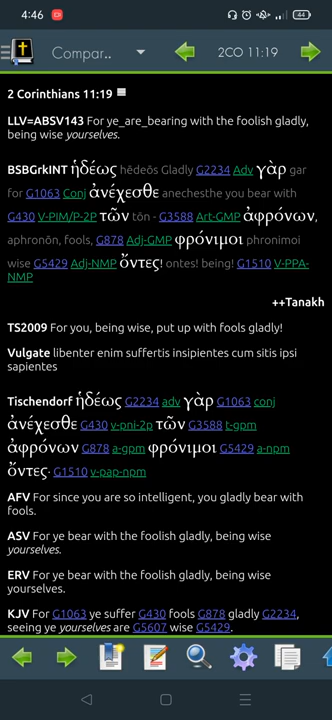 4:46
44
Compar..
2CO 11:19
2 Corinthians 11:19
LLV=ABSV143 For ye_are_bearing with the foolish gladly,
being wise yourselves.
BSBGrkINT ἡδέως hēdeōs Gladly G2234 Adv γὰρ gar
for G1063 Conj ἀνέχεσθε anechesthe you bear with
G430 V-PIM/P-2P τῶν tōn - G3588 Art-GMP ἀφρόνων,
aphronōn, fools, G878 Adj-GMP φρόνιμοι phronimoi
wise G5429 Adj-NMP ὄντες! ontes! being! G1510 V-PPA-
NMP
++Tanakh
TS2009 For you, being wise, put up with fools gladly!
Vulgate libenter enim suffertis insipientes cum sitis ipsi
sapientes
Tischendorf ἡδέως G2234 adv γὰρ G1063 conj
ἀνέχεσθε G430 v-pni-2p τῶν G3588 t-gpm
ἀφρόνων G878 a-gpm φρόνιμοι G5429 a-npm
ὄντες· G1510 v-pap-npm
AFV For since you are so intelligent, you gladly bear with
fools.
ASV For ye bear with the foolish gladly, being wise
yourselves.
ERV For ye bear with the foolish gladly, being wise
yourselves.
KJV For G1063 ye suffer G430 fools G878 gladly G2234,
seeing ye yourselves are G5607 wise G5429.